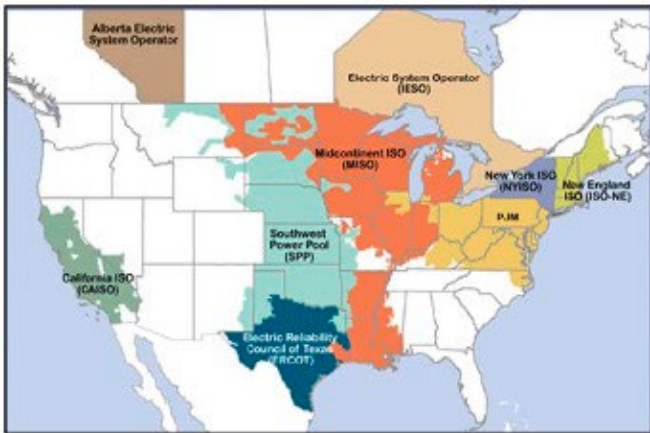 Alberta Electric
System Operator
Electric System Operator
(IESO)
Midcontinent ISO
(MISO)
New York ISO
(NYISO)
New England
ISO (ISO-NE)
PJM
Southwest
Power Pool
(SPP)
California ISO
(CAISO)
Electric Reliability
Council of Texas
(ERCOT)